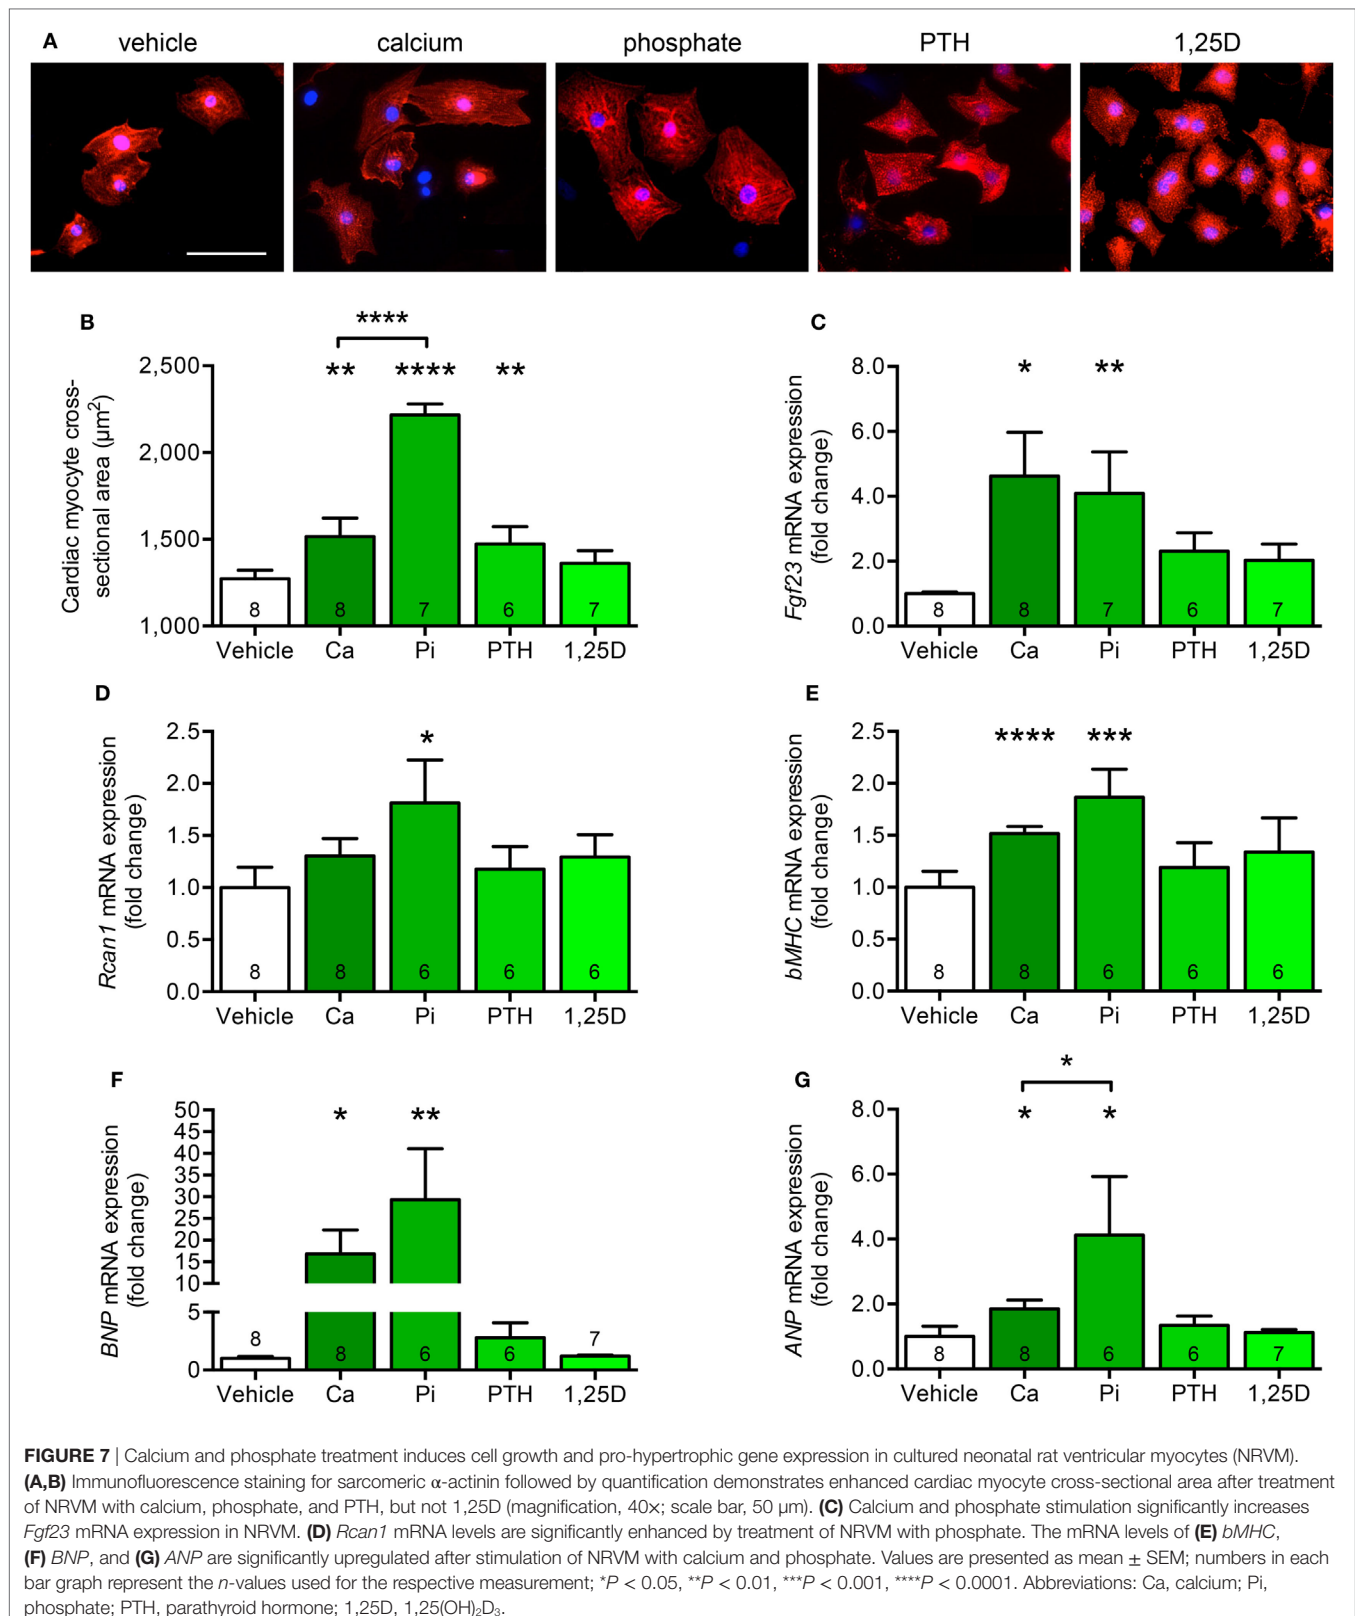 A
vehicle calcium phosphate PTH 1,25D
B
Cardiac myocyte cross-
sectional area (µm²)
2,500
2,000
1,500
1,000
****
** **** **
8 8 7 6 7
Vehicle Ca Pi PTH 1,25D
C
Fgf23 mRNA expression
(fold change)
8.0
6.0
4.0
2.0
0.0
* **
8 8 7 6 7
Vehicle Ca Pi PTH 1,25D
D
Rcan1 mRNA expression
(fold change)
2.5
2.0
1.5
1.0
0.5
0.0
*
8 8 6 6 6
Vehicle Ca Pi PTH 1,25D
E
bMHC mRNA expression
(fold change)
2.5
2.0
1.5
1.0
0.5
0.0
**** ***
8 8 6 6 6
Vehicle Ca Pi PTH 1,25D
F
BNP mRNA expression
(fold change)
50
45
40
35
30
25
20
15
10
5
0
* **
8 8 6 6 7
Vehicle Ca Pi PTH 1,25D
G
ANP mRNA expression
(fold change)
8.0
6.0
4.0
2.0
0.0
*
* *
8 8 6 6 7
Vehicle Ca Pi PTH 1,25D
FIGURE 7 | Calcium and phosphate treatment induces cell growth and pro-hypertrophic gene expression in cultured neonatal rat ventricular myocytes (NRVM).
(A,B) Immunofluorescence staining for sarcomeric α-actinin followed by quantification demonstrates enhanced cardiac myocyte cross-sectional area after treatment
of NRVM with calcium, phosphate, and PTH, but not 1,25D (magnification, 40×; scale bar, 50 µm). (C) Calcium and phosphate stimulation significantly increases
Fgf23 mRNA expression in NRVM. (D) Rcan1 mRNA levels are significantly enhanced by treatment of NRVM with phosphate. The mRNA levels of (E) bMHC,
(F) BNP, and (G) ANP are significantly upregulated after stimulation of NRVM with calcium and phosphate. Values are presented as mean ± SEM; numbers in each
bar graph represent the n-values used for the respective measurement; *P < 0.05, **P < 0.01, ***P < 0.001, ****P < 0.0001. Abbreviations: Ca, calcium; Pi,
phosphate; PTH, parathyroid hormone; 1,25D, 1,25(OH)₂D₃.